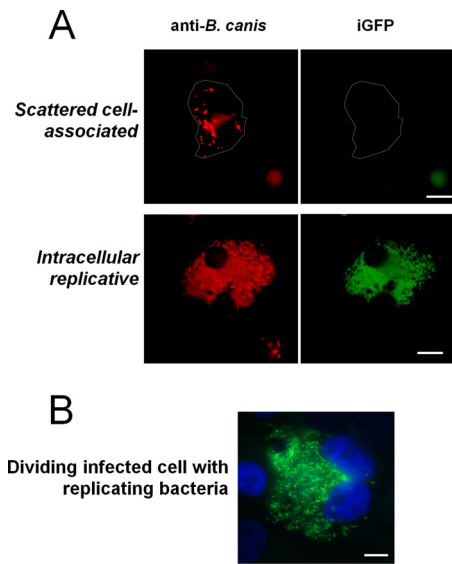 A
anti-B. canis iGFP
Scattered cell-
associated
Intracellular
replicative
B
Dividing infected cell with
replicating bacteria